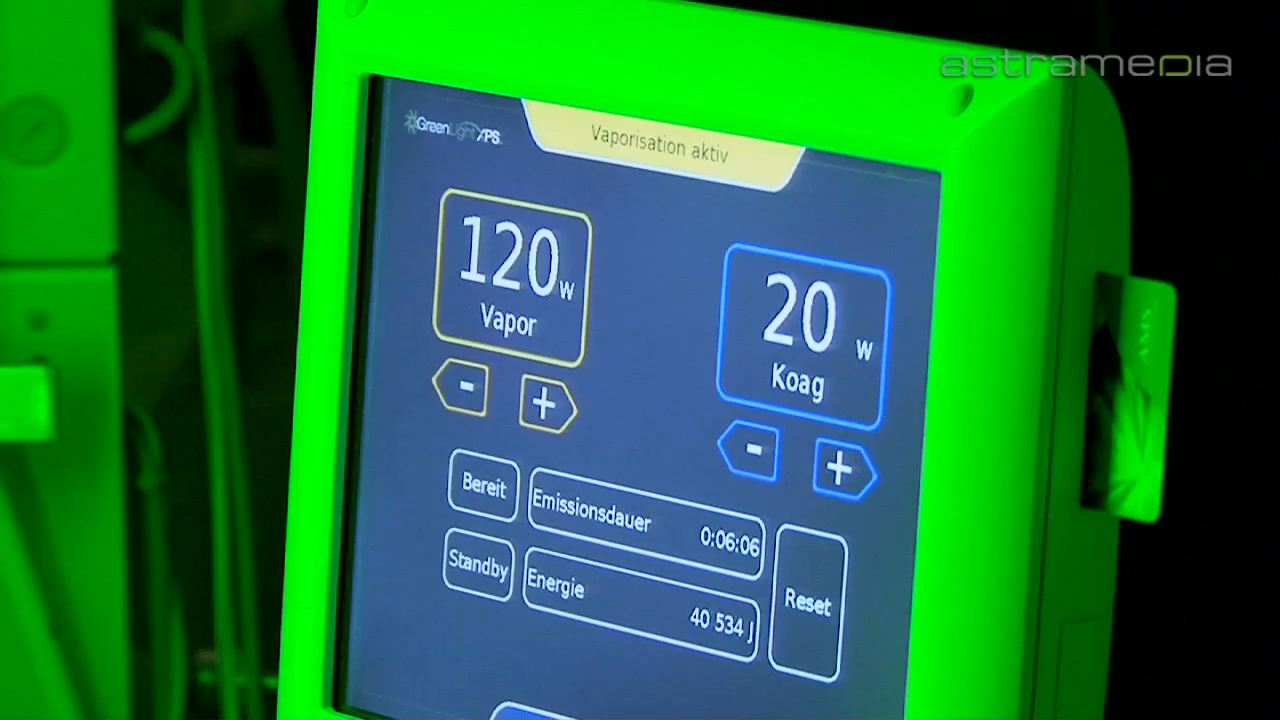 astramedia
GreenLight XPS
Vaporisation aktiv
120 W
Vapor
20 W
Koag
- +
- +
Bereit
Emissionsdauer 0:06:06
Standby
Energie 40 534 J
Reset
AMS